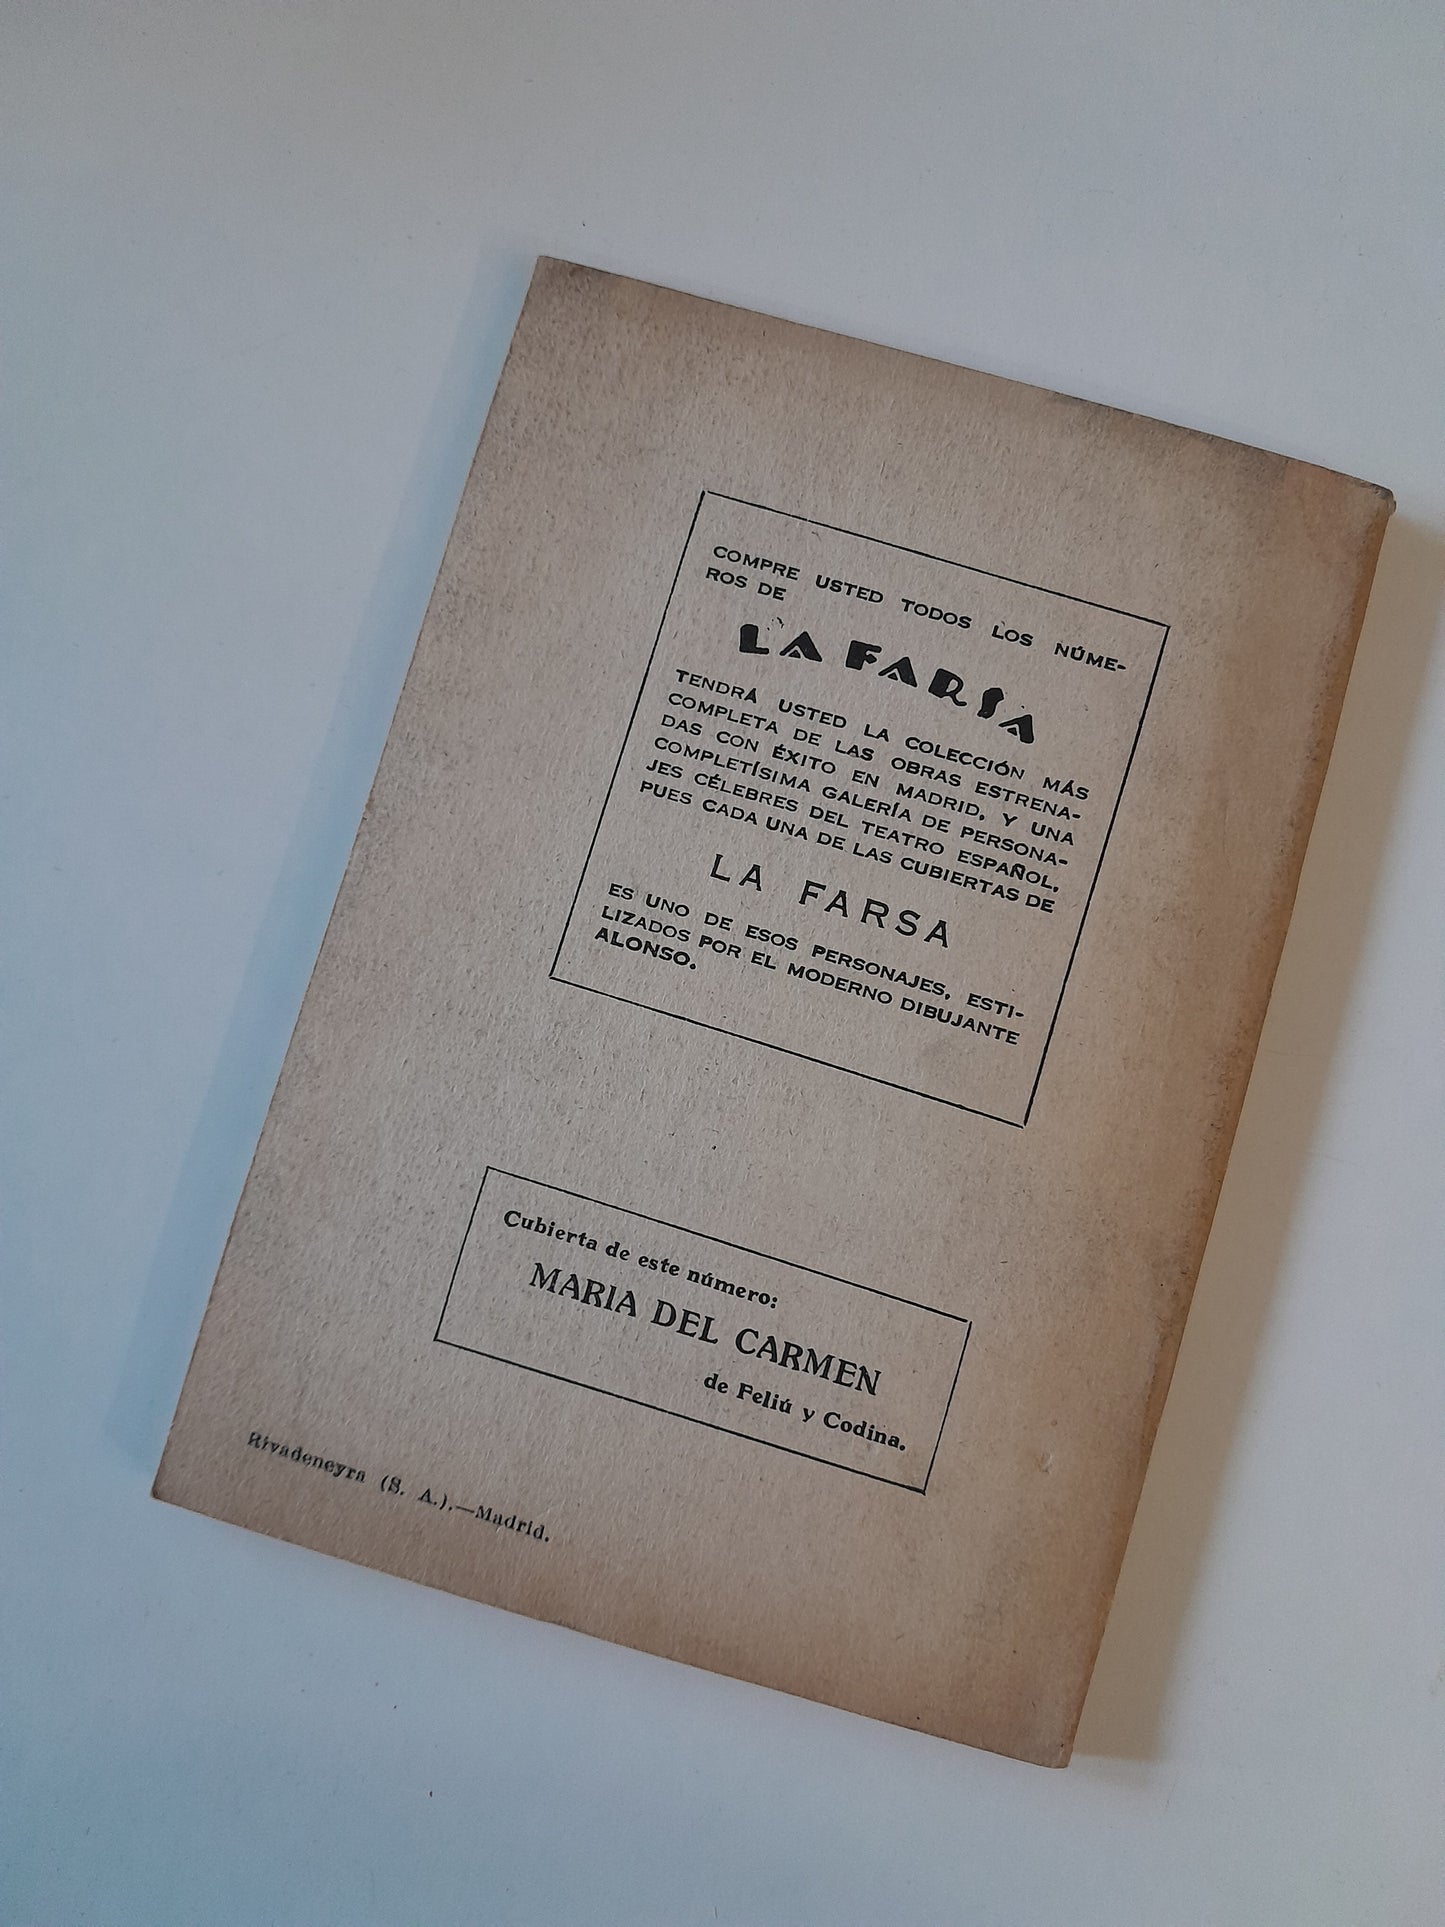 COMPRE USTED TODOS LOS NÚME-
ROS DE
LA FARSA
TENDRÁ USTED LA COLECCIÓN MÁS
COMPLETA DE LAS OBRAS ESTRENA-
DAS CON ÉXITO EN MADRID, Y UNA
COMPLETÍSIMA GALERÍA DE PERSONA-
JES CÉLEBRES DEL TEATRO ESPAÑOL,
PUES CADA UNA DE LAS CUBIERTAS DE
LA FARSA
ES UNO DE ESOS PERSONAJES, ESTI-
LIZADOS POR EL MODERNO DIBUJANTE
ALONSO.
Cubierta de este número:
MARIA DEL CARMEN
de Feliú y Codina.
Rivadeneyra (S. A.).—Madrid.